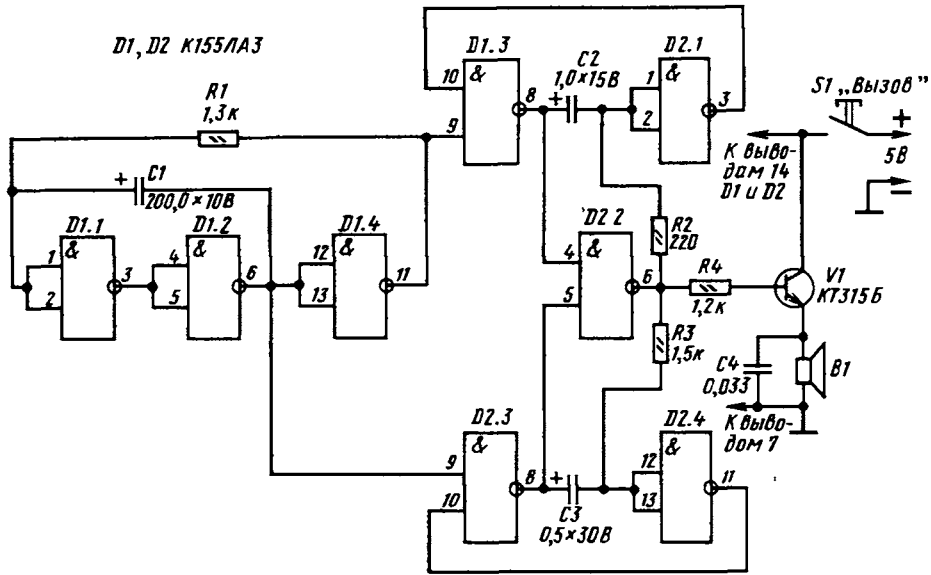 D1, D2 К155ЛА3
R1
1,3к
+
C1
200,0×10В
D1.1
&
1
2
3
D1.2
&
4
5
6
D1.4
&
12
13
11
D1.3
&
10
9
8
C2
1,0×15В
+
D2.1
&
1
2
3
D2 2
&
4
5
6
R2
220
R3
1,5к
R4
1,2к
S1 „Вызов”
+
5В
−
К выво-
дам 14
D1 и D2
V1
КТ315Б
C4
0,033
B1
К выво-
дом 7
D2.3
&
9
10
8
+
C3
0,5×30В
D2.4
&
12
13
11